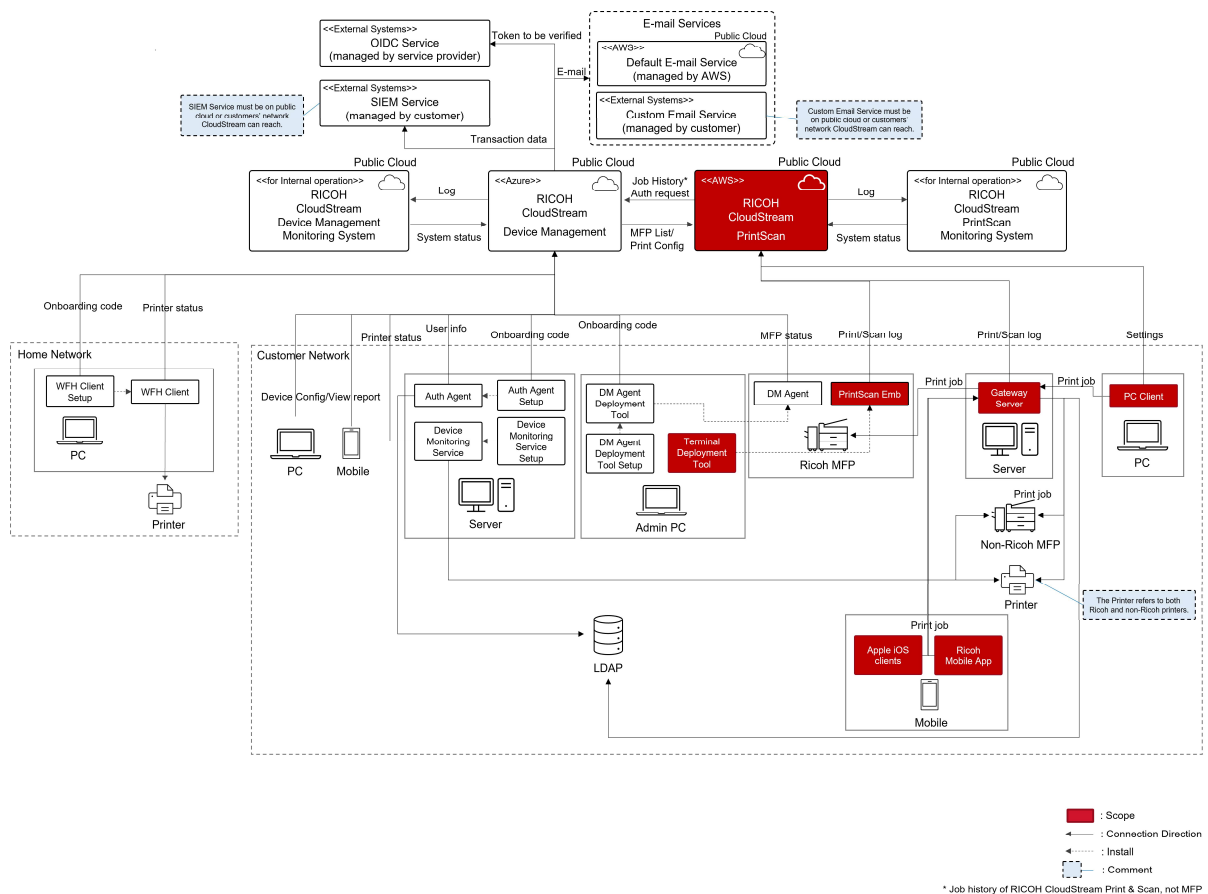 <<External Systems>>
OIDC Service
(managed by service provider)
Token to be verified
E-mail Services
Public Cloud
<<AWS>>
Default E-mail Service
(managed by AWS)
E-mail
<<External Systems>>
SIEM Service
(managed by customer)
<<External Systems>>
Custom Email Service
(managed by customer)
SIEM Service must be on public
cloud or customers' network
CloudStream can reach.
Custom Email Service must be
on public cloud or customers'
network CloudStream can reach.
Transaction data
Public Cloud
Public Cloud
Public Cloud
Public Cloud
<<for Internal operation>>
RICOH
CloudStream
Device Management
Monitoring System
Log
System status
<<Azure>>
RICOH
CloudStream
Device Management
Job History*
Auth request
MFP List/
Print Config
<<AWS>>
RICOH
CloudStream
PrintScan
Log
System status
<<for Internal operation>>
RICOH
CloudStream
PrintScan
Monitoring System
Onboarding code
Printer status
Printer status
User info
Onboarding code
Onboarding code
MFP status
Print/Scan log
Print/Scan log
Settings
Home Network
WFH Client
Setup
WFH Client
PC
Printer
Customer Network
Device Config/View report
PC
Mobile
Auth Agent
Auth Agent
Setup
Device
Monitoring
Service
Device
Monitoring
Service
Setup
Server
DM Agent
Deployment
Tool
DM Agent
Deployment
Tool Setup
Terminal
Deployment
Tool
Admin PC
DM Agent
PrintScan Emb
Ricoh MFP
Print job
Gateway
Server
Server
Print job
PC Client
PC
Print job
Non-Ricoh MFP
Printer
The Printer refers to both
Ricoh and non-Ricoh printers.
LDAP
Print job
Apple iOS
clients
Ricoh
Mobile App
Mobile
: Scope
: Connection Direction
: Install
: Comment
* Job history of RICOH CloudStream Print & Scan, not MFP